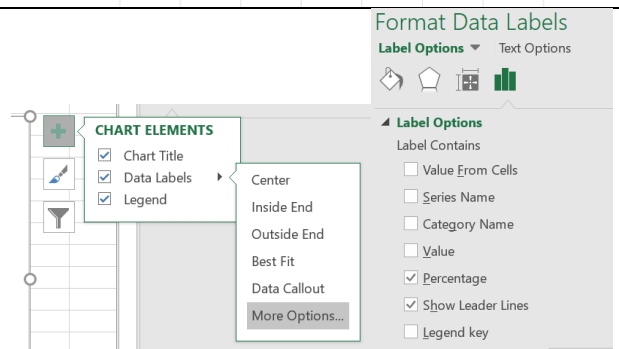 Format Data Labels
Label Options Text Options
Label Options
Label Contains
Value From Cells
Series Name
Category Name
Value
Percentage
Show Leader Lines
Legend key
CHART ELEMENTS
Chart Title
Data Labels
Legend
Center
Inside End
Outside End
Best Fit
Data Callout
More Options...